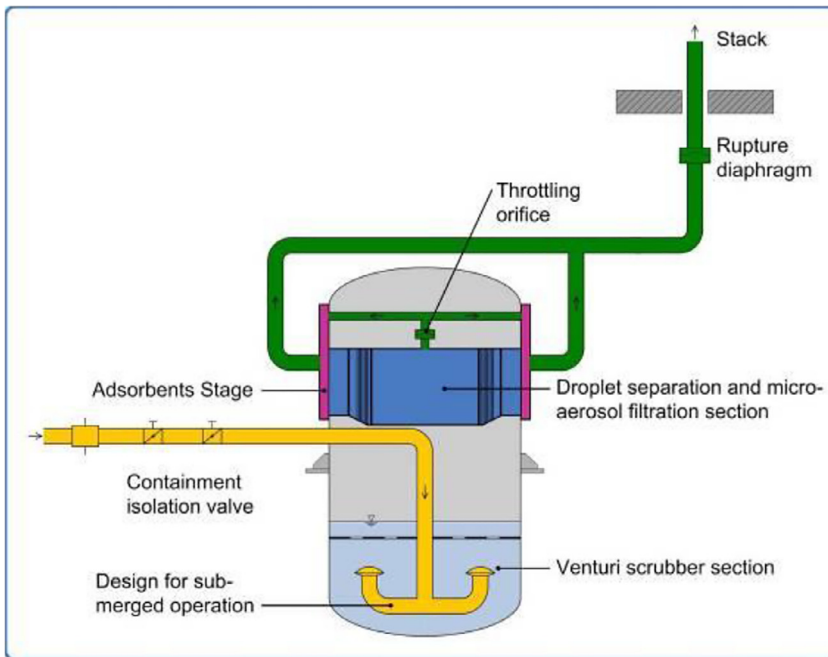 Stack
Rupture
diaphragm
Throttling
orifice
Adsorbents Stage
Droplet separation and micro-
aerosol filtration section
Containment
isolation valve
Design for sub-
merged operation
Venturi scrubber section